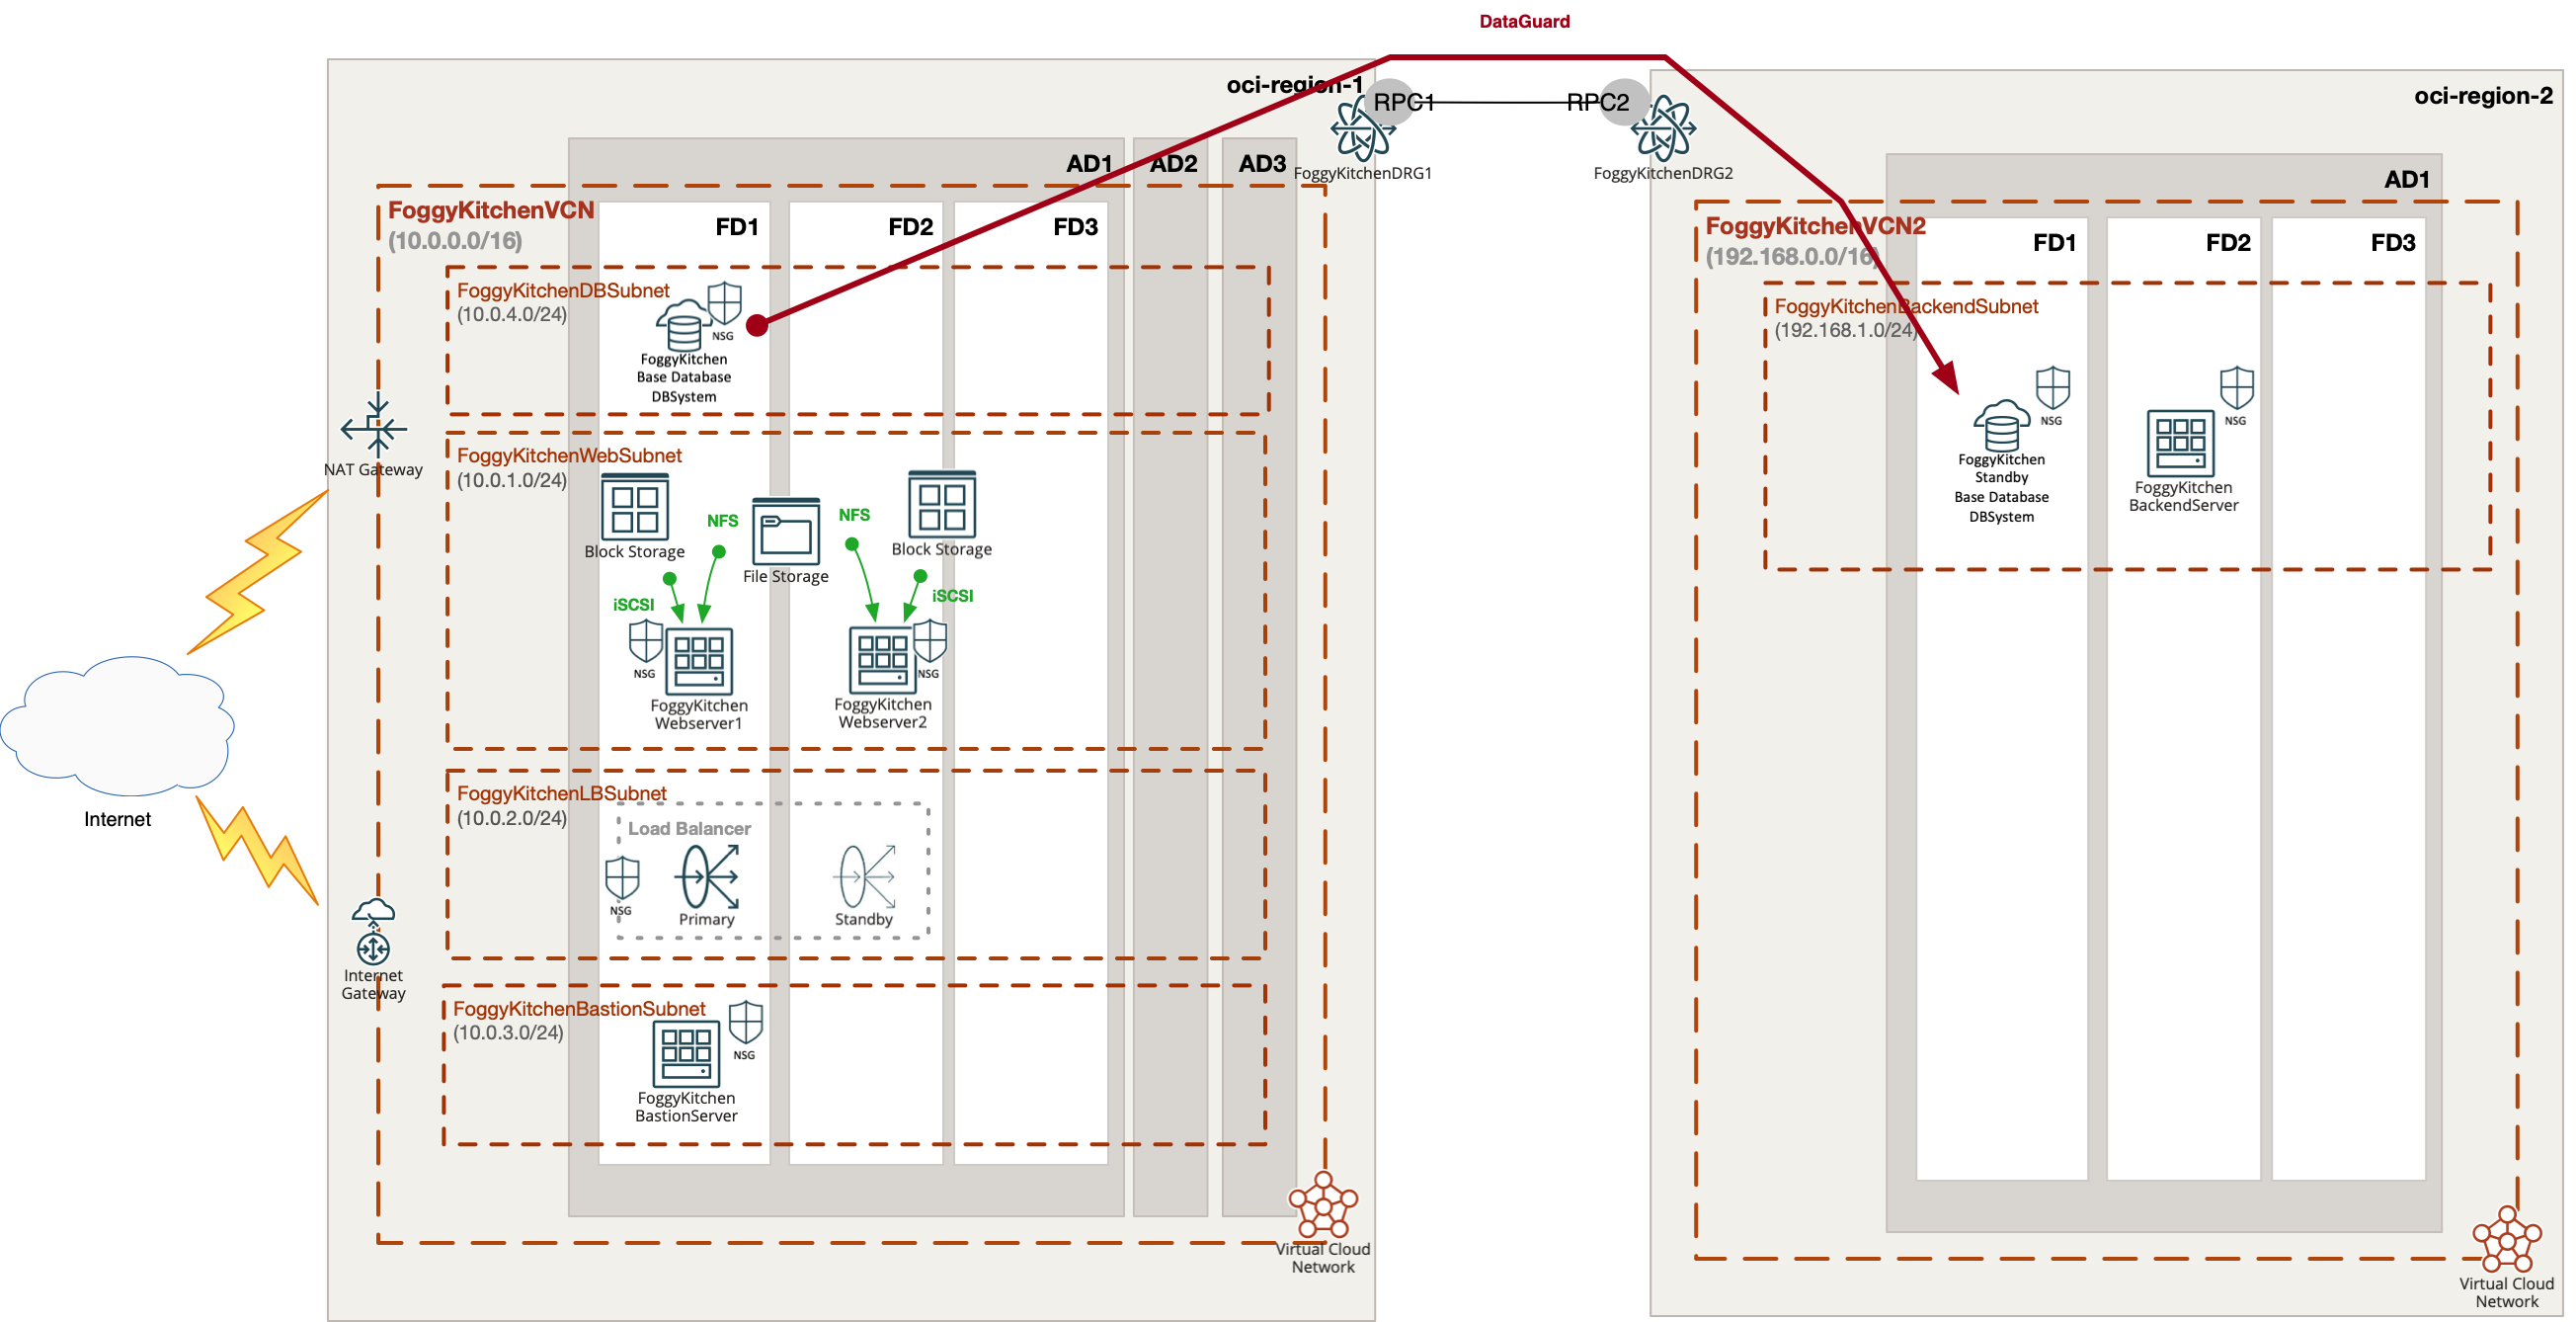 DataGuard
oci-region-1
RPC1
RPC2
FoggyKitchenDRG1
FoggyKitchenDRG2
oci-region-2
AD1
AD2
AD3
FoggyKitchenVCN
(10.0.0.0/16)
FD1
FD2
FD3
FoggyKitchenDBSubnet
(10.0.4.0/24)
NSG
FoggyKitchen
Base Database
DBSystem
NAT Gateway
FoggyKitchenWebSubnet
(10.0.1.0/24)
Block Storage
NFS
File Storage
NFS
Block Storage
iSCSI
iSCSI
NSG
FoggyKitchen
Webserver1
FoggyKitchen
Webserver2
NSG
Internet
FoggyKitchenLBSubnet
(10.0.2.0/24)
Load Balancer
NSG
Primary
Standby
Internet
Gateway
FoggyKitchenBastionSubnet
(10.0.3.0/24)
NSG
FoggyKitchen
BastionServer
Virtual Cloud
Network
AD1
FoggyKitchenVCN2
(192.168.0.0/16)
FD1
FD2
FD3
FoggyKitchenBackendSubnet
(192.168.1.0/24)
NSG
FoggyKitchen
Standby
Base Database
DBSystem
NSG
FoggyKitchen
BackendServer
Virtual Cloud
Network